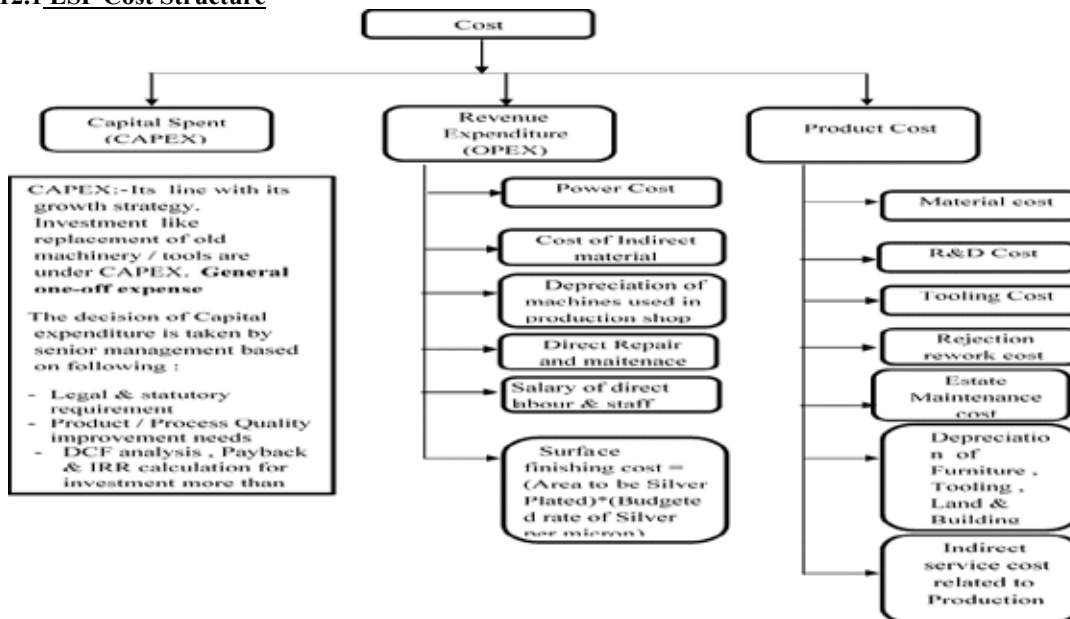 12.1 ESP Cost Structure
Cost
Capital Spent
(CAPEX)
Revenue
Expenditure
(OPEX)
Product Cost
CAPEX:-Its line with its
growth strategy.
Investment like
replacement of old
machinery / tools are
under CAPEX. General
one-off expense
The decision of Capital
expenditure is taken by
senior management based
on following :
- Legal & statutory
requirement
- Product / Process Quality
improvement needs
- DCF analysis , Payback
& IRR calculation for
investment more than
Power Cost
Cost of Indirect
material
Depreciation of
machines used in
production shop
Direct Repair
and maitenace
Salary of direct
labour & staff
Surface
finishing cost =
(Area to be Silver
Plated)*(Budgete
d rate of Silver
per micron)
Material cost
R&D Cost
Tooling Cost
Rejection
rework cost
Estate
Maintenance
cost
Depreciatio
n of
Furniture ,
Tooling ,
Land &
Building
Indirect
service cost
related to
Production